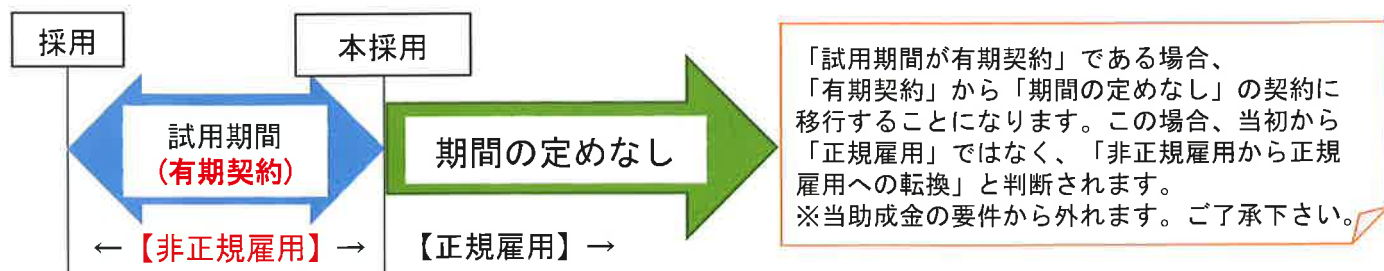 採用
本採用
試用期間
(有期契約)
期間の定めなし
← 【非正規雇用】 →
【正規雇用】 →
「試用期間が有期契約」である場合、
「有期契約」から「期間の定めなし」の契約に
移行することになります。この場合、当初から
「正規雇用」ではなく、「非正規雇用から正規
雇用への転換」と判断されます。
※当助成金の要件から外れます。ご了承下さい。